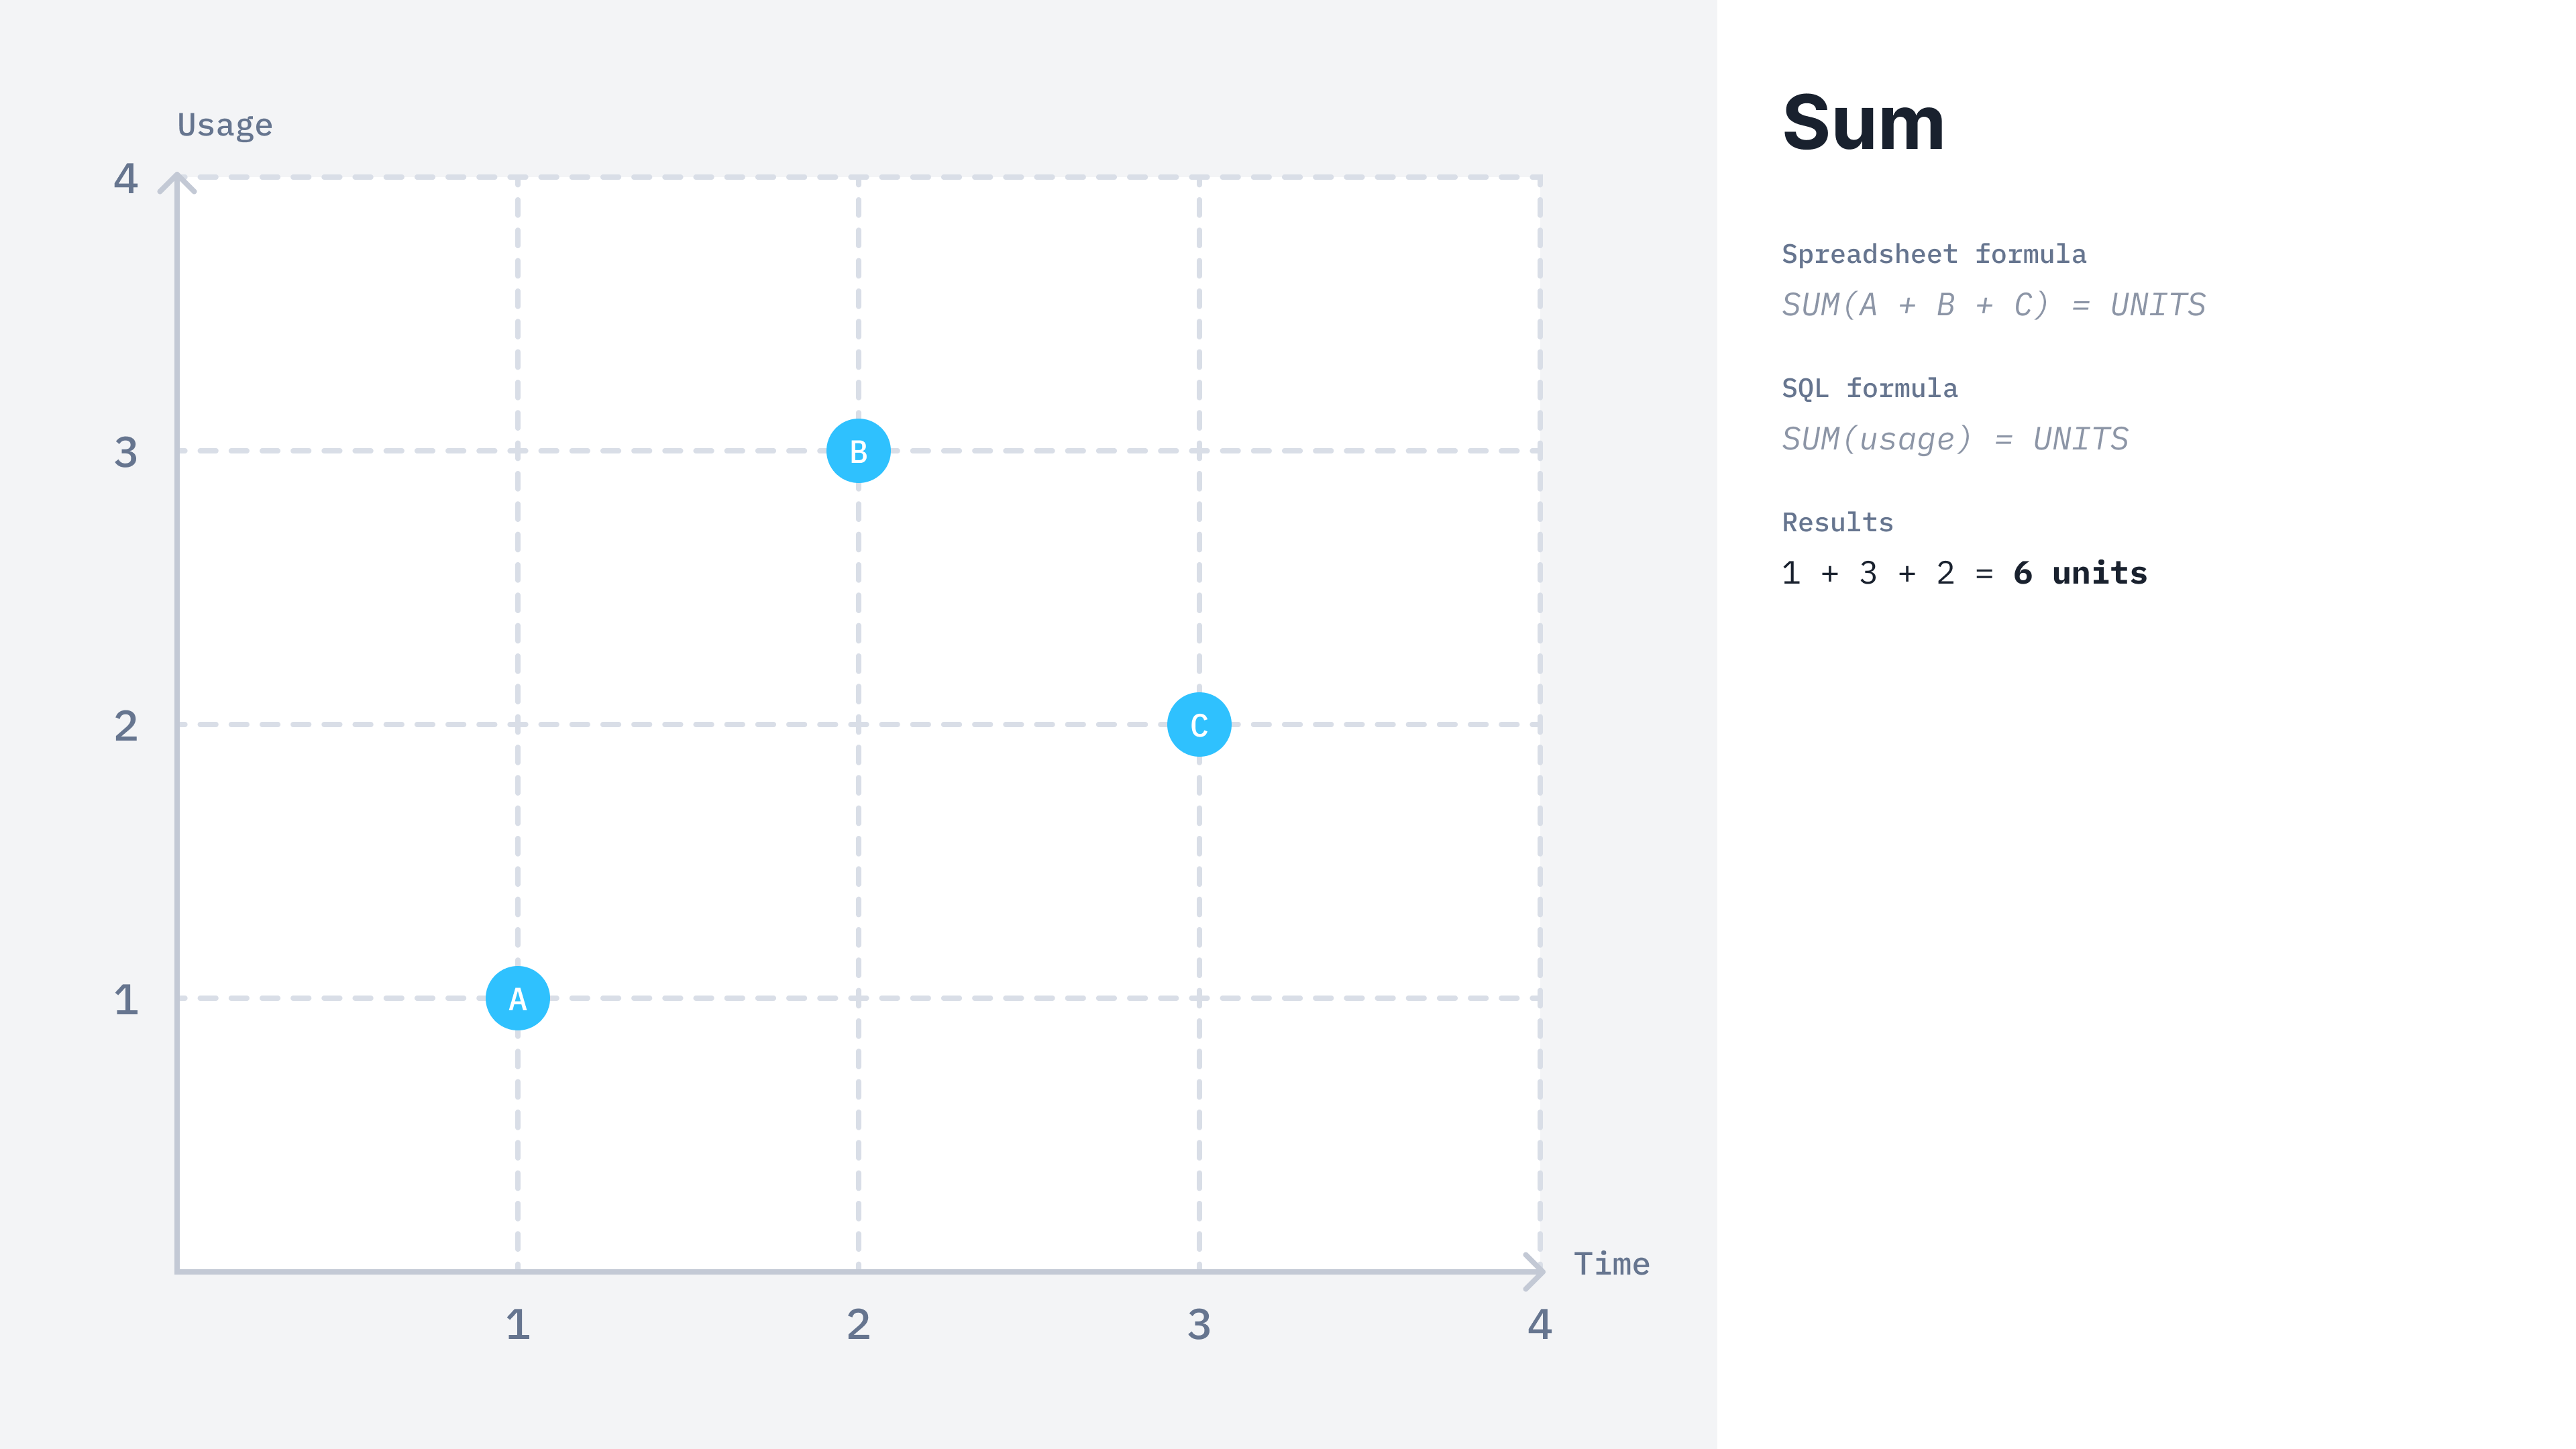 Usage
4
3
B
2
C
1
A
Time
1 2 3 4
Sum
Spreadsheet formula
SUM(A + B + C) = UNITS
SQL formula
SUM(usage) = UNITS
Results
1 + 3 + 2 = 6 units